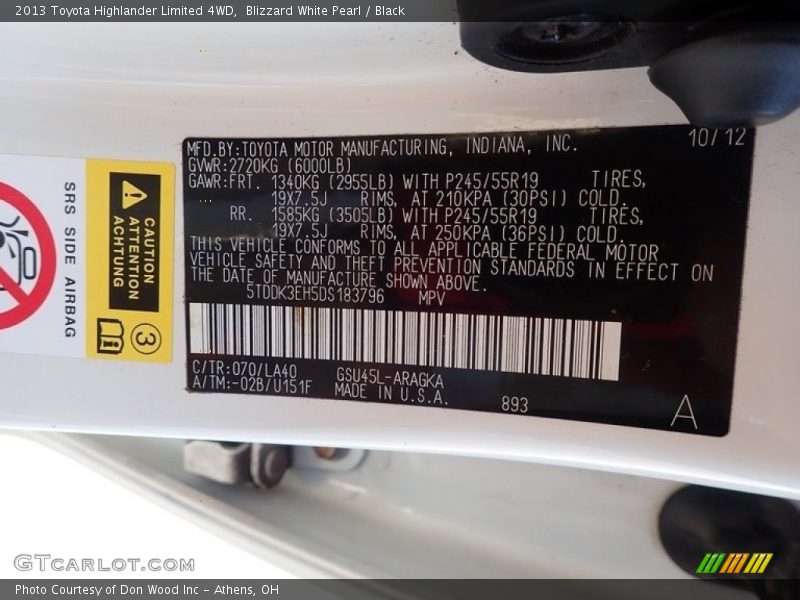 2013 Toyota Highlander Limited 4WD,  Blizzard White Pearl / Black
MFD.BY:TOYOTA MOTOR MANUFACTURING, INDIANA, INC. 10/12
GVWR:2720KG (6000LB)
GAWR:FRT. 1340KG (2955LB) WITH P245/55R19 TIRES,
19X7.5J RIMS, AT 210KPA (30PSI) COLD.
RR. 1585KG (3505LB) WITH P245/55R19 TIRES,
19X7.5J RIMS, AT 250KPA (36PSI) COLD.
THIS VEHICLE CONFORMS TO ALL APPLICABLE FEDERAL MOTOR
VEHICLE SAFETY AND THEFT PREVENTION STANDARDS IN EFFECT ON
THE DATE OF MANUFACTURE SHOWN ABOVE.
5TDDK3EH5DS183796 MPV
C/TR:070/LA40 GSU45L-ARAGKA
A/TM:-02B/U151F MADE IN U.S.A. 893
A
CAUTION
ATTENTION
ACHTUNG
3
SRS SIDE AIRBAG
GTcarlot.com
Photo Courtesy of Don Wood Inc - Athens, OH